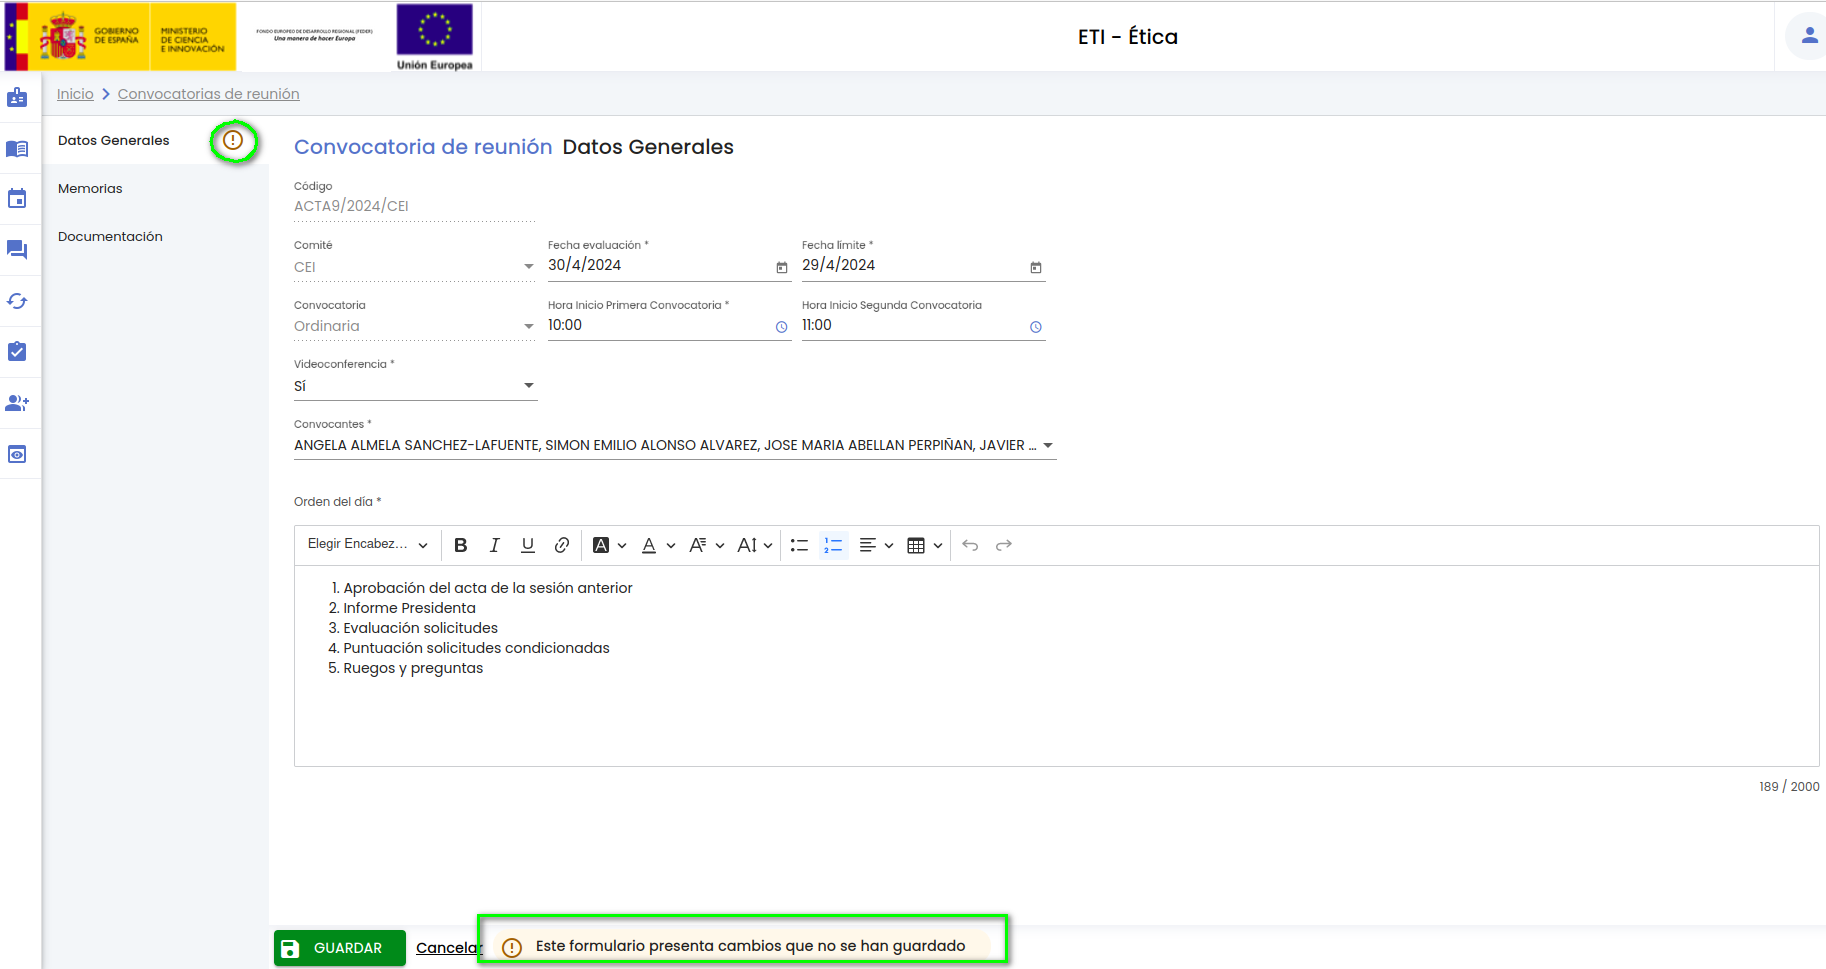 GOBIERNO
DE ESPAÑA
MINISTERIO
DE CIENCIA
E INNOVACIÓN
FONDO EUROPEO DE DESARROLLO REGIONAL (FEDER)
Una manera de hacer Europa
Unión Europea
ETI - Ética
Inicio
Convocatorias de reunión
Datos Generales
Memorias
Documentación
Convocatoria de reunión Datos Generales
Código
ACTA9/2024/CEI
Comité
CEI
Fecha evaluación *
30/4/2024
Fecha límite *
29/4/2024
Convocatoria
Ordinaria
Hora Inicio Primera Convocatoria *
10:00
Hora Inicio Segunda Convocatoria
11:00
Videoconferencia *
Sí
Convocantes *
ANGELA ALMELA SANCHEZ-LAFUENTE, SIMON EMILIO ALONSO ALVAREZ, JOSE MARIA ABELLAN PERPIÑAN, JAVIER ...
Orden del día *
Elegir Encabez...
1. Aprobación del acta de la sesión anterior
2. Informe Presidenta
3. Evaluación solicitudes
4. Puntuación solicitudes condicionadas
5. Ruegos y preguntas
189 / 2000
GUARDAR
Cancelar
Este formulario presenta cambios que no se han guardado